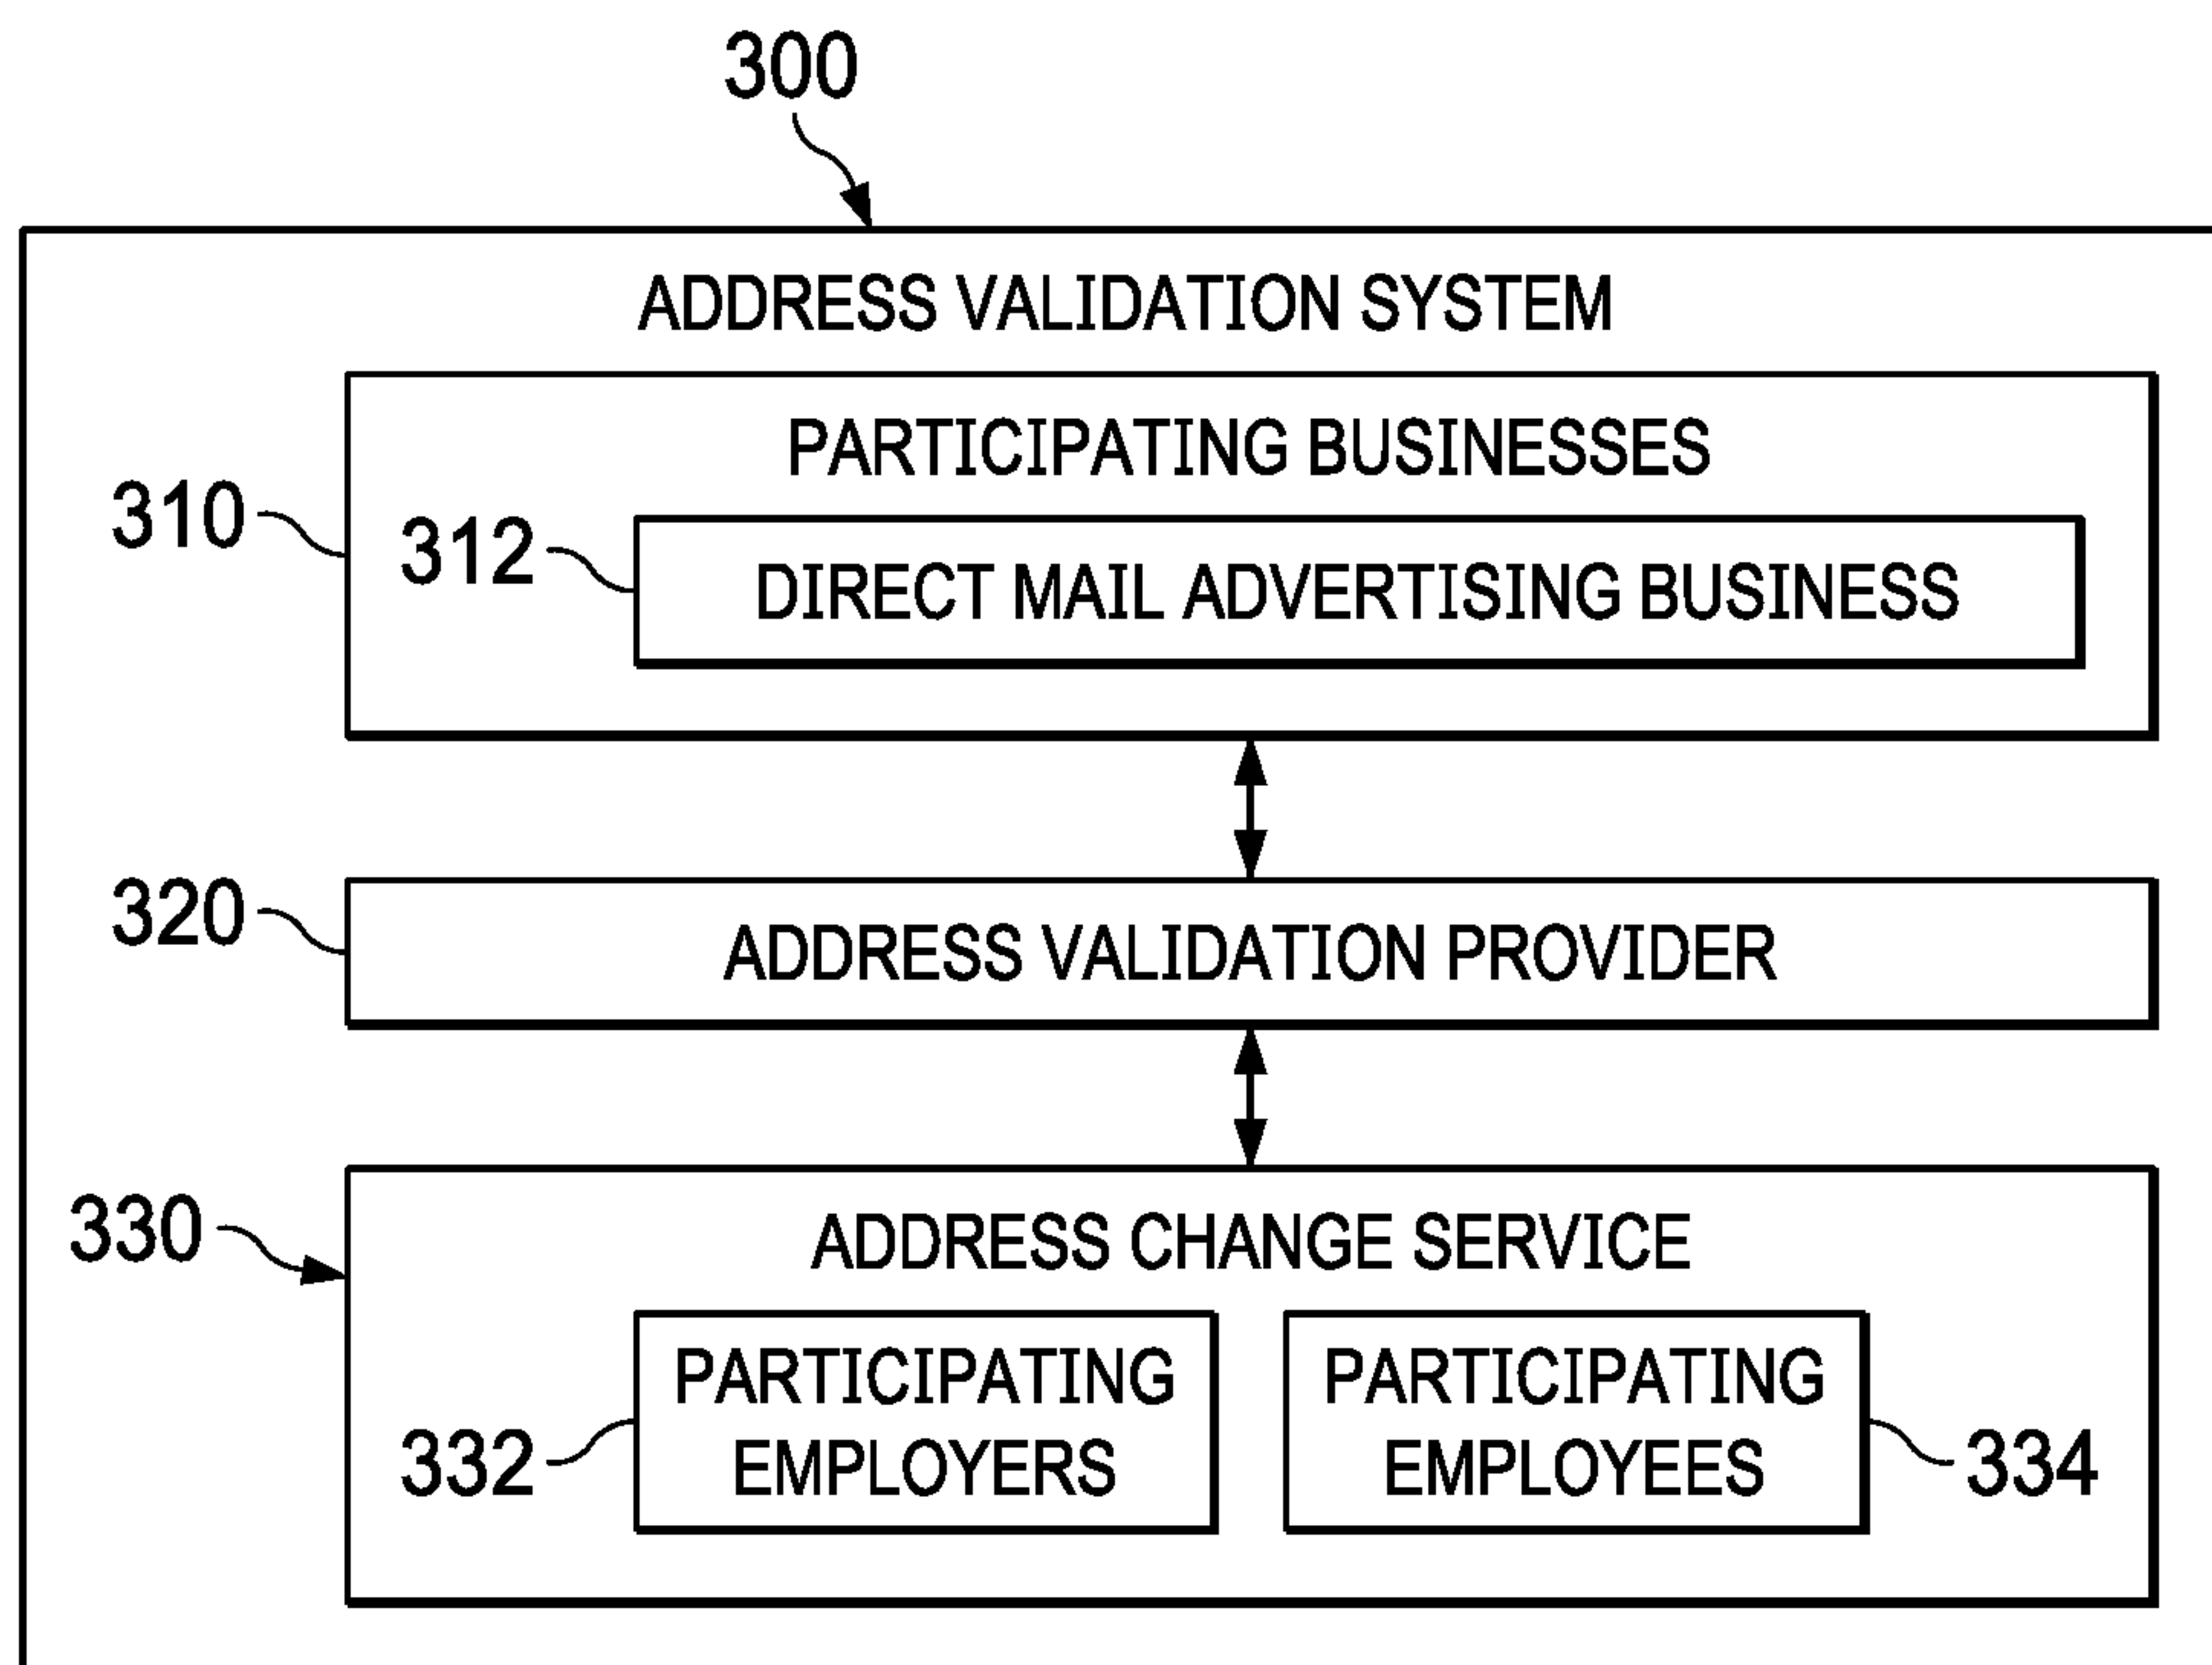 300
ADDRESS VALIDATION SYSTEM
PARTICIPATING BUSINESSES
310
312
DIRECT MAIL ADVERTISING BUSINESS
320
ADDRESS VALIDATION PROVIDER
330
ADDRESS CHANGE SERVICE
PARTICIPATING
EMPLOYERS
332
PARTICIPATING
EMPLOYEES
334